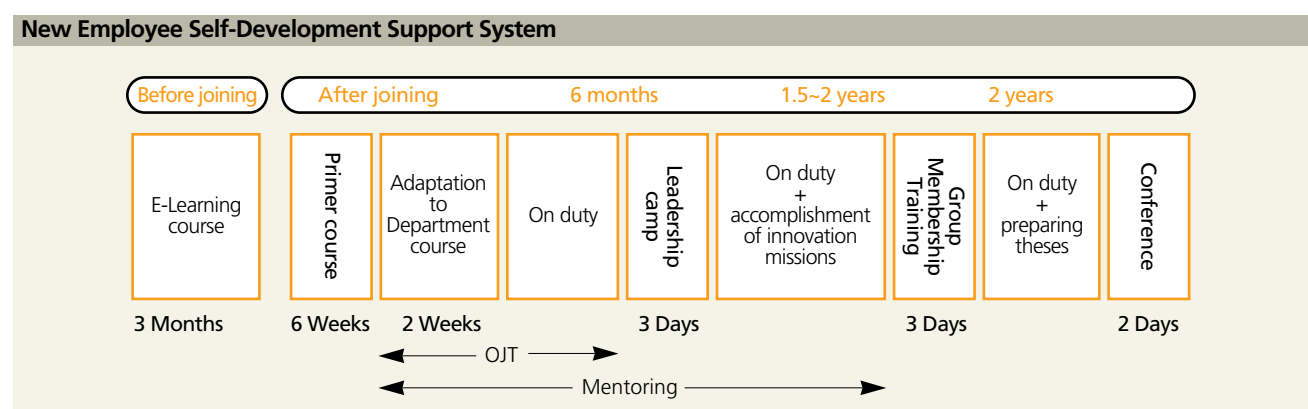 New Employee Self-Development Support System
Before joining
After joining
6 months
1.5~2 years
2 years
E-Learning
course
Primer course
Adaptation
to
Department
course
On duty
Leadership
camp
On duty
+
accomplishment
of innovation
missions
Group
Membership
Training
On duty
+
preparing
theses
Conference
3 Months
6 Weeks
2 Weeks
3 Days
3 Days
2 Days
OJT
Mentoring